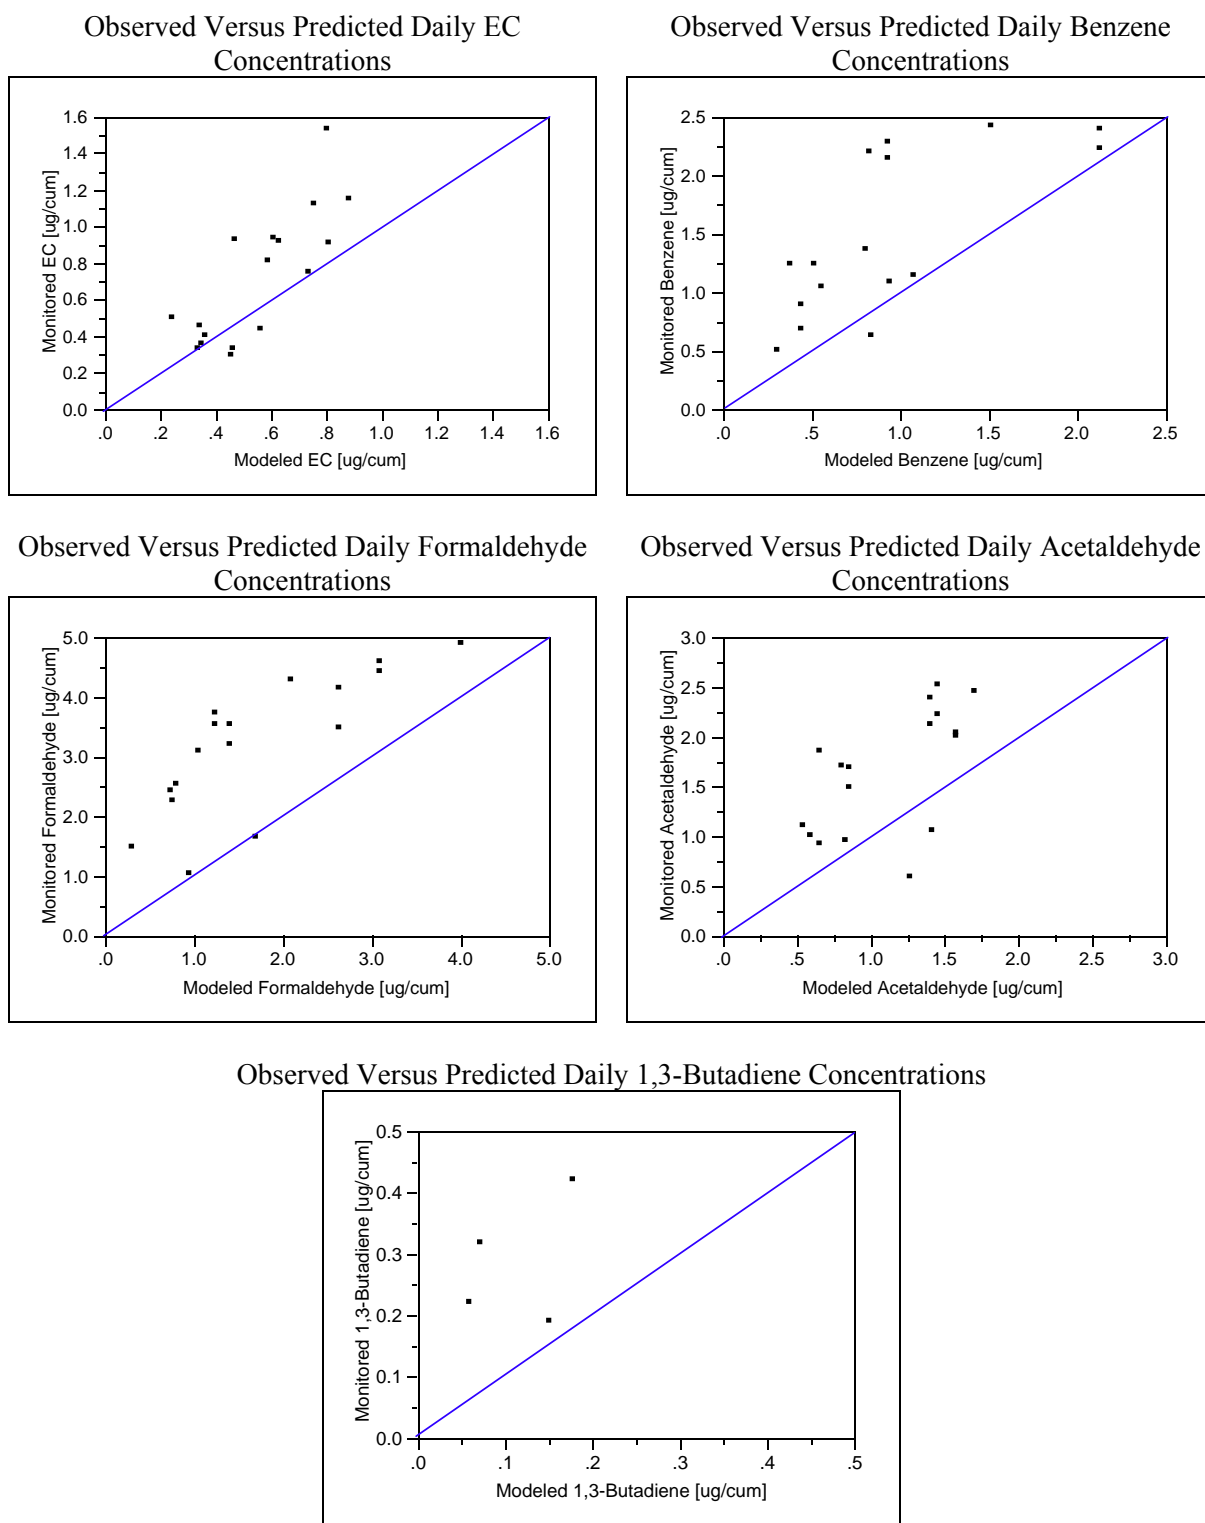 Observed Versus Predicted Daily EC
Concentrations
1.6
1.4
1.2
1.0
0.8
0.6
0.4
0.2
0.0
Monitored EC [ug/cum]
.0 .2 .4 .6 .8 1.0 1.2 1.4 1.6
Modeled EC [ug/cum]
Observed Versus Predicted Daily Benzene
Concentrations
2.5
2.0
1.5
1.0
0.5
0.0
Monitored Benzene [ug/cum]
.0 .5 1.0 1.5 2.0 2.5
Modeled Benzene [ug/cum]
Observed Versus Predicted Daily Formaldehyde
Concentrations
5.0
4.0
3.0
2.0
1.0
0.0
Monitored Formaldehyde [ug/cum]
.0 1.0 2.0 3.0 4.0 5.0
Modeled Formaldehyde [ug/cum]
Observed Versus Predicted Daily Acetaldehyde
Concentrations
3.0
2.5
2.0
1.5
1.0
0.5
0.0
Monitored Acetaldehyde [ug/cum]
.0 .5 1.0 1.5 2.0 2.5 3.0
Modeled Acetaldehyde [ug/cum]
Observed Versus Predicted Daily 1,3-Butadiene Concentrations
0.5
0.4
0.3
0.2
0.1
0.0
Monitored 1,3-Butadiene [ug/cum]
.0 .1 .2 .3 .4 .5
Modeled 1,3-Butadiene [ug/cum]